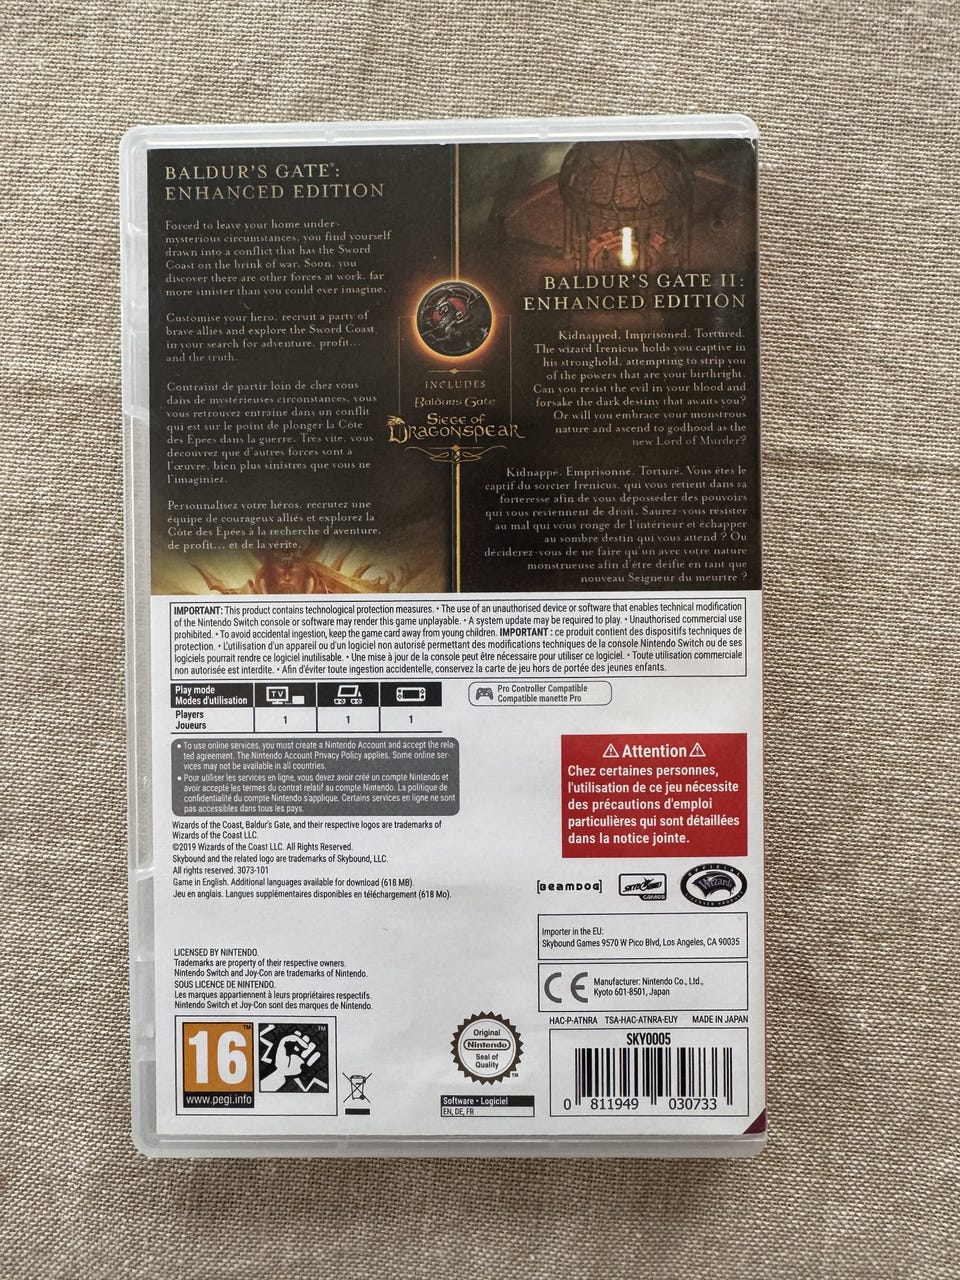 BALDUR'S GATE®:
ENHANCED EDITION
Forced to leave your home under
mysterious circumstances, you find yourself
drawn into a conflict that has the Sword
Coast on the brink of war. Soon, you
discover there are other forces at work, far
more sinister than you could ever imagine.
Customise your hero, recruit a party of
brave allies and explore the Sword Coast
in your search for adventure, profit...
and the truth.
Contraint de partir loin de chez vous
dans de mystérieuses circonstances, vous
vous retrouvez entraîné dans un conflit
qui est sur le point de plonger la Côte
des Épées dans la guerre. Très vite, vous
découvrez que d'autres forces sont à
l'œuvre, bien plus sinistres que vous ne
l'imaginiez.
Personnalisez votre héros, recrutez une
équipe de courageux alliés et explorez la
Côte des Épées à la recherche d'aventure,
de profit... et de la vérité.
INCLUDES
Baldur's Gate
Siege of
Dragonspear
BALDUR'S GATE II:
ENHANCED EDITION
Kidnapped. Imprisoned. Tortured.
The wizard Irenicus holds you captive in
his stronghold, attempting to strip you
of the powers that are your birthright.
Can you resist the evil in your blood and
forsake the dark destiny that awaits you?
Or will you embrace your monstrous
nature and ascend to godhood as the
new Lord of Murder?
Kidnappé. Emprisonné. Torturé. Vous êtes le
captif du sorcier Irenicus, qui vous retient dans sa
forteresse afin de vous déposséder des pouvoirs
qui vous reviennent de droit. Saurez-vous résister
au mal qui vous ronge de l'intérieur et échapper
au sombre destin qui vous attend ? Ou
déciderez-vous de ne faire qu'un avec votre nature
monstrueuse afin d'être déifié en tant que
nouveau Seigneur du meurtre ?
IMPORTANT: This product contains technological protection measures. • The use of an unauthorised device or software that enables technical modification
of the Nintendo Switch console or software may render this game unplayable. • A system update may be required to play. • Unauthorised commercial use
prohibited. • To avoid accidental ingestion, keep the game card away from young children. IMPORTANT : ce produit contient des dispositifs techniques de
protection. • L'utilisation d'un appareil ou d'un logiciel non autorisé permettant des modifications techniques de la console Nintendo Switch ou de ses
logiciels pourrait rendre ce logiciel inutilisable. • Une mise à jour de la console peut être nécessaire pour utiliser ce logiciel. • Toute utilisation commerciale
non autorisée est interdite. • Afin d'éviter toute ingestion accidentelle, conservez la carte de jeu hors de portée des jeunes enfants.
Play mode
Modes d'utilisation
TV
Players
Joueurs
1 1 1
Pro Controller Compatible
Compatible manette Pro
• To use online services, you must create a Nintendo Account and accept the rela-
ted agreement. The Nintendo Account Privacy Policy applies. Some online ser-
vices may not be available in all countries.
• Pour utiliser les services en ligne, vous devez avoir créé un compte Nintendo et
avoir accepté les termes du contrat relatif au compte Nintendo. La politique de
confidentialité du compte Nintendo s'applique. Certains services en ligne ne sont
pas accessibles dans tous les pays.
⚠ Attention ⚠
Chez certaines personnes,
l'utilisation de ce jeu nécessite
des précautions d'emploi
particulières qui sont détaillées
dans la notice jointe.
Wizards of the Coast, Baldur's Gate, and their respective logos are trademarks of
Wizards of the Coast LLC.
©2019 Wizards of the Coast LLC. All Rights Reserved.
Skybound and the related logo are trademarks of Skybound, LLC.
All rights reserved. 3073-101
Game in English. Additional languages available for download (618 MB).
Jeu en anglais. Langues supplémentaires disponibles en téléchargement (618 Mo).
[BEAMDOG]
SKYBOUND
GAMES
OFFICIAL
Wizards
LICENSED PRODUCT
Importer in the EU:
Skybound Games 9570 W Pico Blvd, Los Angeles, CA 90035
CE
Manufacturer: Nintendo Co., Ltd.,
Kyoto 601-8501, Japan
LICENSED BY NINTENDO.
Trademarks are property of their respective owners.
Nintendo Switch and Joy-Con are trademarks of Nintendo.
SOUS LICENCE DE NINTENDO.
Les marques appartiennent à leurs propriétaires respectifs.
Nintendo Switch et Joy-Con sont des marques de Nintendo.
HAC-P-ATNRA TSA-HAC-ATNRA-EUY MADE IN JAPAN
SKY0005
0 811949 030733
16
™
www.pegi.info
™
Original
Nintendo
Seal of
Quality
™
Software • Logiciel
EN, DE, FR